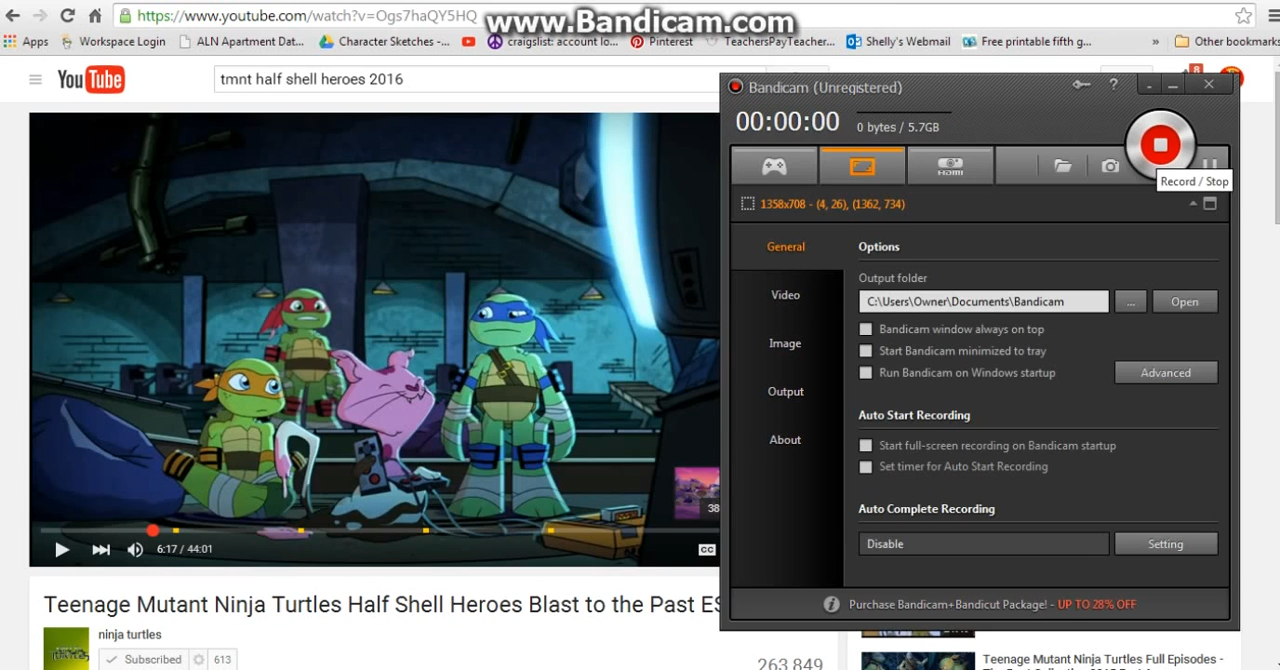 https://www.youtube.com/watch?v=Ogs7haQY5HQ
www.Bandicam.com
Apps Workspace Login ALN Apartment Dat... Character Sketches -... craigslist: account lo... Pinterest TeachersPayTeacher... Shelly's Webmail Free printable fifth g... » Other bookmarks
YouTube
tmnt half shell heroes 2016
8
Bandicam (Unregistered)
?
00:00:00
0 bytes / 5.7GB
HDMI
Record / Stop
1358x708 - (4, 26), (1362, 734)
General
Video
Image
Output
About
Options
Output folder
C:\Users\Owner\Documents\Bandicam
...
Open
Bandicam window always on top
Start Bandicam minimized to tray
Run Bandicam on Windows startup
Advanced
Auto Start Recording
Start full-screen recording on Bandicam startup
Set timer for Auto Start Recording
Auto Complete Recording
Disable
Setting
Purchase Bandicam+Bandicut Package! - UP TO 28% OFF
38
6:17 / 44:01
CC
Teenage Mutant Ninja Turtles Half Shell Heroes Blast to the Past ES
ninja turtles
Subscribed 613
263,849
Teenage Mutant Ninja Turtles Full Episodes -